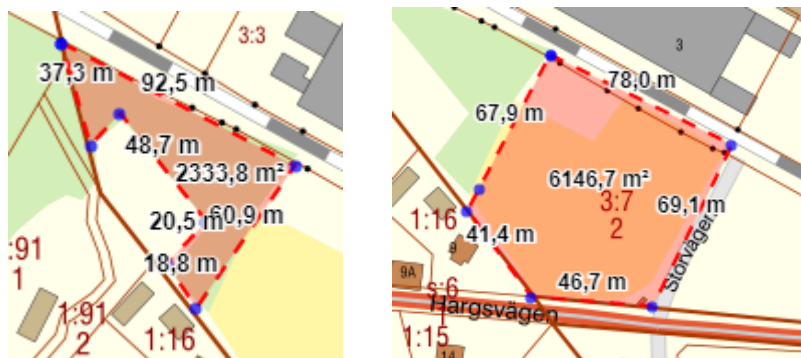 3:3
37,3 m
92,5 m
48,7 m
2333,8 m²
20,5 m
60,9 m
18,8 m
:91
1
1:91
2
1:16
3
78,0 m
67,9 m
6146,7 m²
3:7
2
69,1 m
1:16
41,4 m
9
9A
46,7 m
Storvägen
s:6
1
Hargsvägen
1:15
14